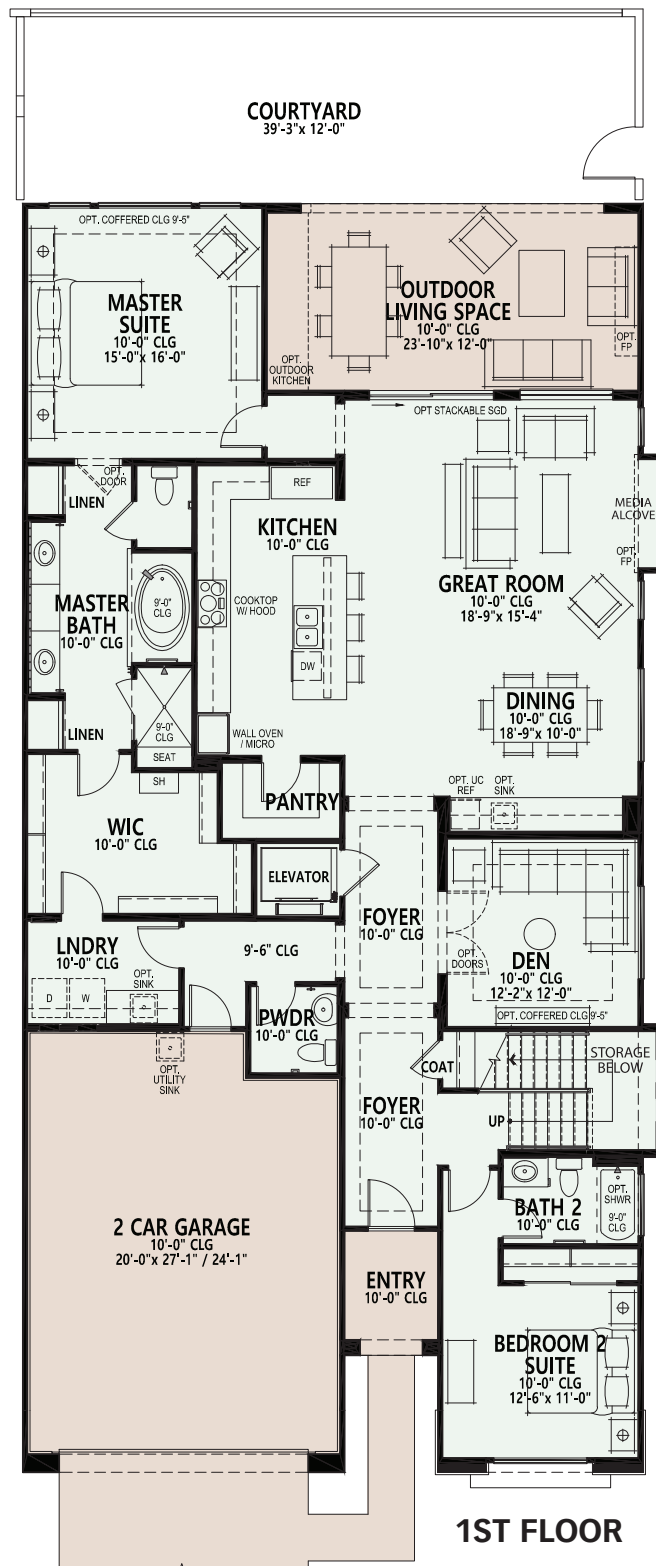 COURTYARD
39'-3"x 12'-0"
OPT. COFFERED CLG 9'-5"
MASTER
SUITE
10'-0" CLG
15'-0"x 16'-0"
OUTDOOR
LIVING SPACE
10'-0" CLG
23'-10"x 12'-0"
OPT.
FP
OPT.
OUTDOOR
KITCHEN
OPT STACKABLE SGD
OPT.
DOOR
LINEN
REF
KITCHEN
10'-0" CLG
MEDIA
ALCOVE
OPT.
FP
GREAT ROOM
10'-0" CLG
18'-9"x 15'-4"
COOKTOP
W/ HOOD
MASTER
BATH
10'-0" CLG
9'-0"
CLG
DW
DINING
10'-0" CLG
18'-9"x 10'-0"
LINEN
9'-0"
CLG
SEAT
WALL OVEN
/ MICRO
SH
OPT. UC
REF
OPT.
SINK
PANTRY
WIC
10'-0" CLG
ELEVATOR
FOYER
10'-0" CLG
OPT.
DOORS
DEN
10'-0" CLG
12'-2"x 12'-0"
OPT. COFFERED CLG 9'-5"
LNDRY
10'-0" CLG
9'-6" CLG
OPT.
SINK
D
W
PWDR
10'-0" CLG
OPT.
UTILITY
SINK
COAT
STORAGE
BELOW
UP
FOYER
10'-0" CLG
BATH 2
10'-0" CLG
OPT.
SHWR
9'-0"
CLG
2 CAR GARAGE
10'-0" CLG
20'-0"x 27'-1" / 24'-1"
ENTRY
10'-0" CLG
BEDROOM 2
SUITE
10'-0" CLG
12'-6"x 11'-0"
1ST FLOOR